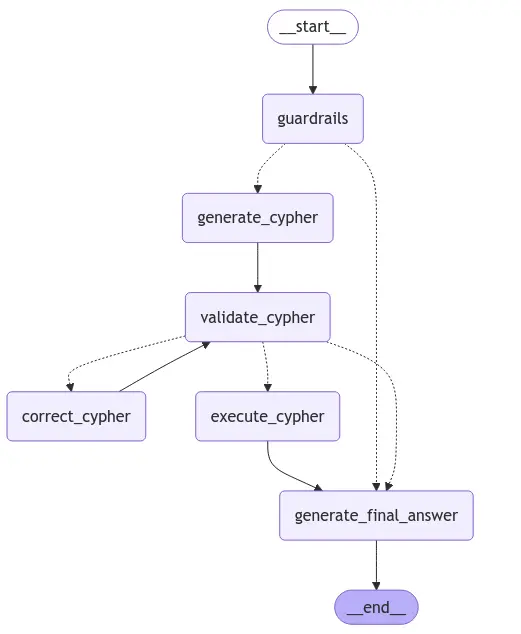 __start__
guardrails
generate_cypher
validate_cypher
correct_cypher
execute_cypher
generate_final_answer
__end__